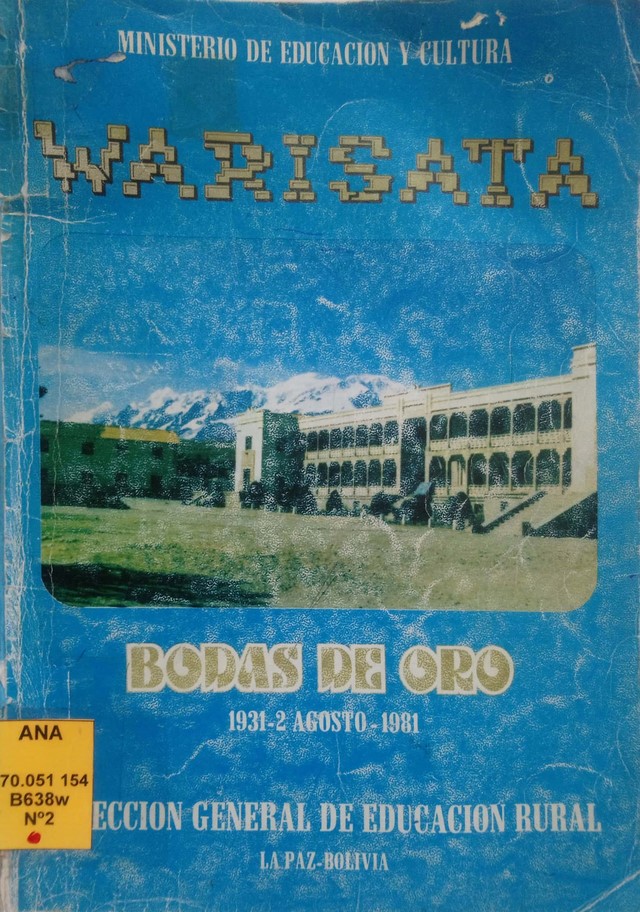 MINISTERIO DE EDUCACION Y CULTURA
WARISATA
BODAS DE ORO
1931-2 AGOSTO-1981
ANA
70.051 154
B638w
Nº2
ECCION GENERAL DE EDUCACION RURAL
LA PAZ-BOLIVIA